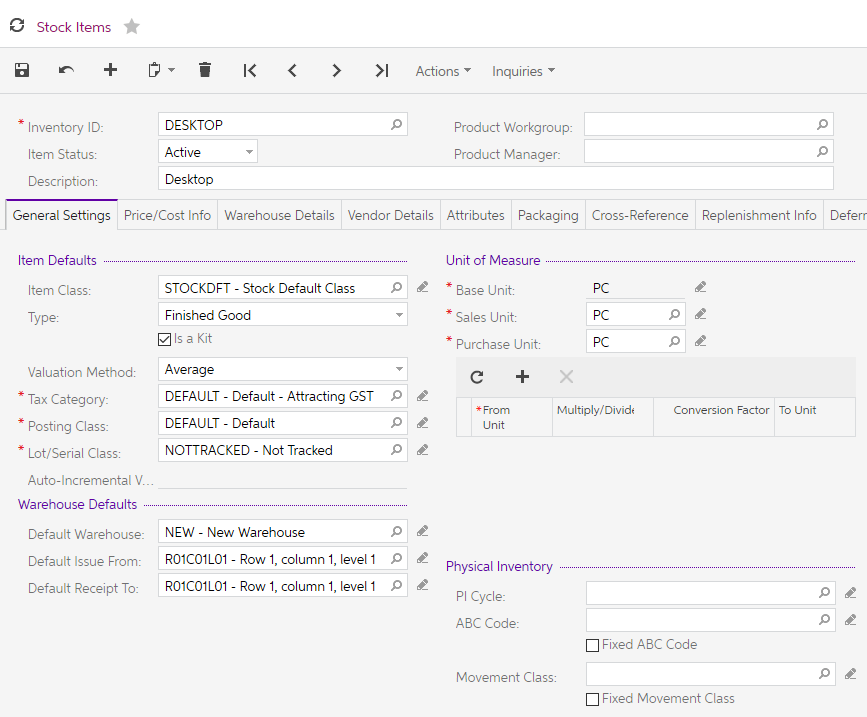 Stock Items
Actions Inquiries
* Inventory ID: DESKTOP Product Workgroup:
Item Status: Active Product Manager:
Description: Desktop
General Settings Price/Cost Info Warehouse Details Vendor Details Attributes Packaging Cross-Reference Replenishment Info Deferr
Item Defaults Unit of Measure
Item Class: STOCKDFT - Stock Default Class * Base Unit: PC
Type: Finished Good * Sales Unit: PC
Is a Kit * Purchase Unit: PC
Valuation Method: Average
* Tax Category: DEFAULT - Default - Attracting GST
* Posting Class: DEFAULT - Default
* Lot/Serial Class: NOTTRACKED - Not Tracked
Auto-Incremental V...
* From Unit Multiply/Divide Conversion Factor To Unit
Warehouse Defaults
Default Warehouse: NEW - New Warehouse
Default Issue From: R01C01L01 - Row 1, column 1, level 1
Default Receipt To: R01C01L01 - Row 1, column 1, level 1
Physical Inventory
PI Cycle:
ABC Code:
Fixed ABC Code
Movement Class:
Fixed Movement Class